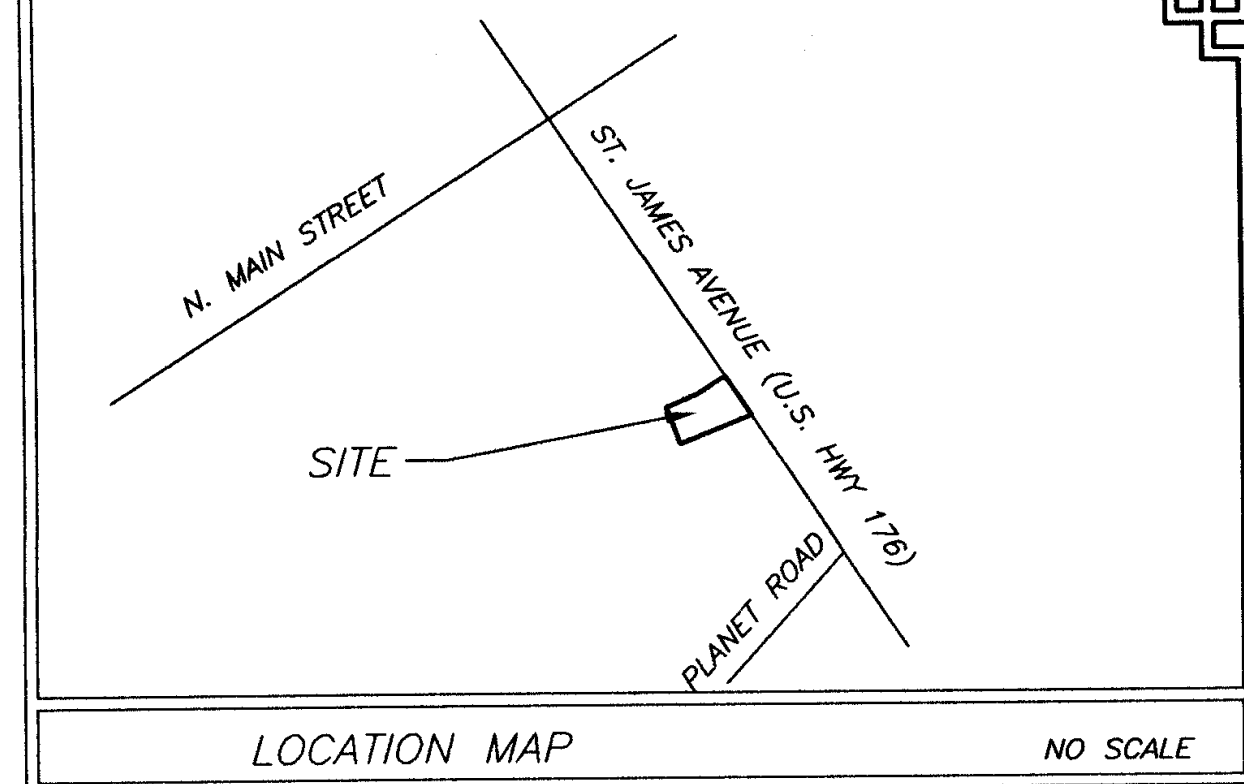 ST. JAMES AVENUE (U.S. HWY 176)
N. MAIN STREET
SITE
PLANET ROAD
LOCATION MAP
NO SCALE